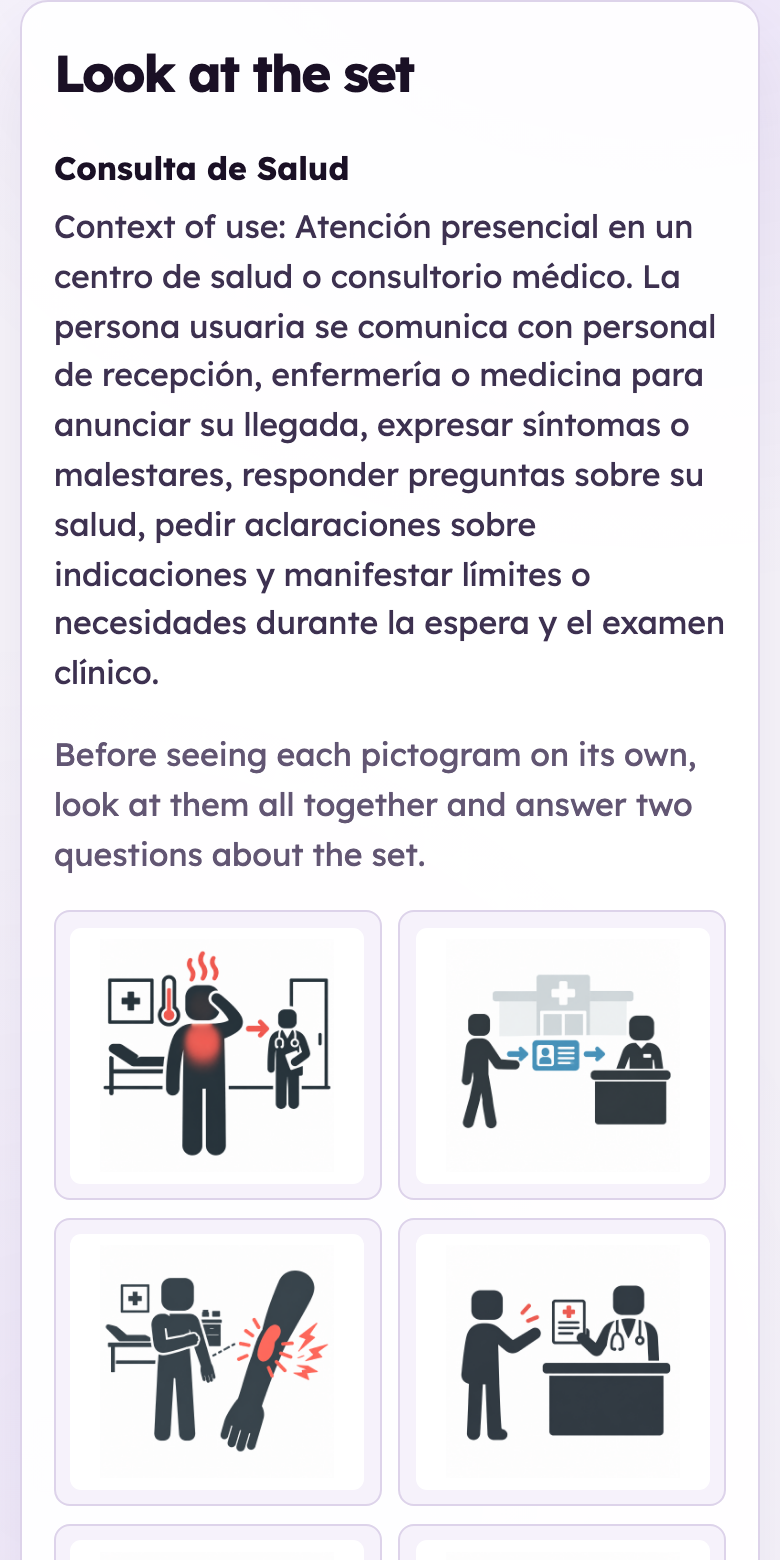 Look at the set
Consulta de Salud
Context of use: Atención presencial en un
centro de salud o consultorio médico. La
persona usuaria se comunica con personal
de recepción, enfermería o medicina para
anunciar su llegada, expresar síntomas o
malestares, responder preguntas sobre su
salud, pedir aclaraciones sobre
indicaciones y manifestar límites o
necesidades durante la espera y el examen
clínico.
Before seeing each pictogram on its own,
look at them all together and answer two
questions about the set.